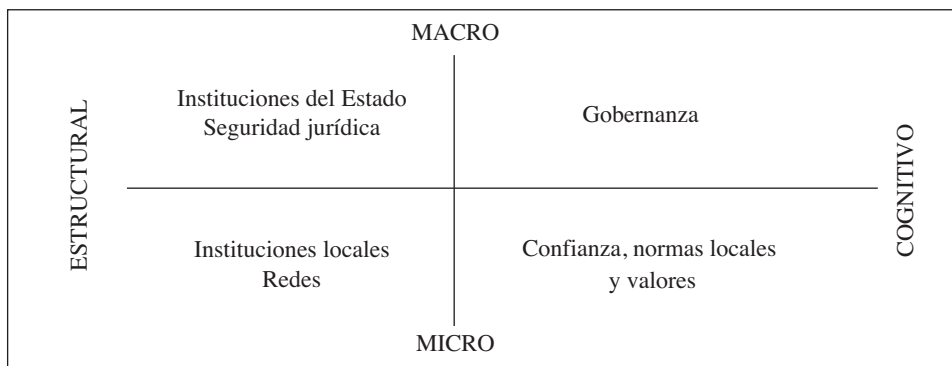 MACRO
ESTRUCTURAL
Instituciones del Estado
Seguridad jurídica
Gobernanza
COGNITIVO
Instituciones locales
Redes
Confianza, normas locales
y valores
MICRO